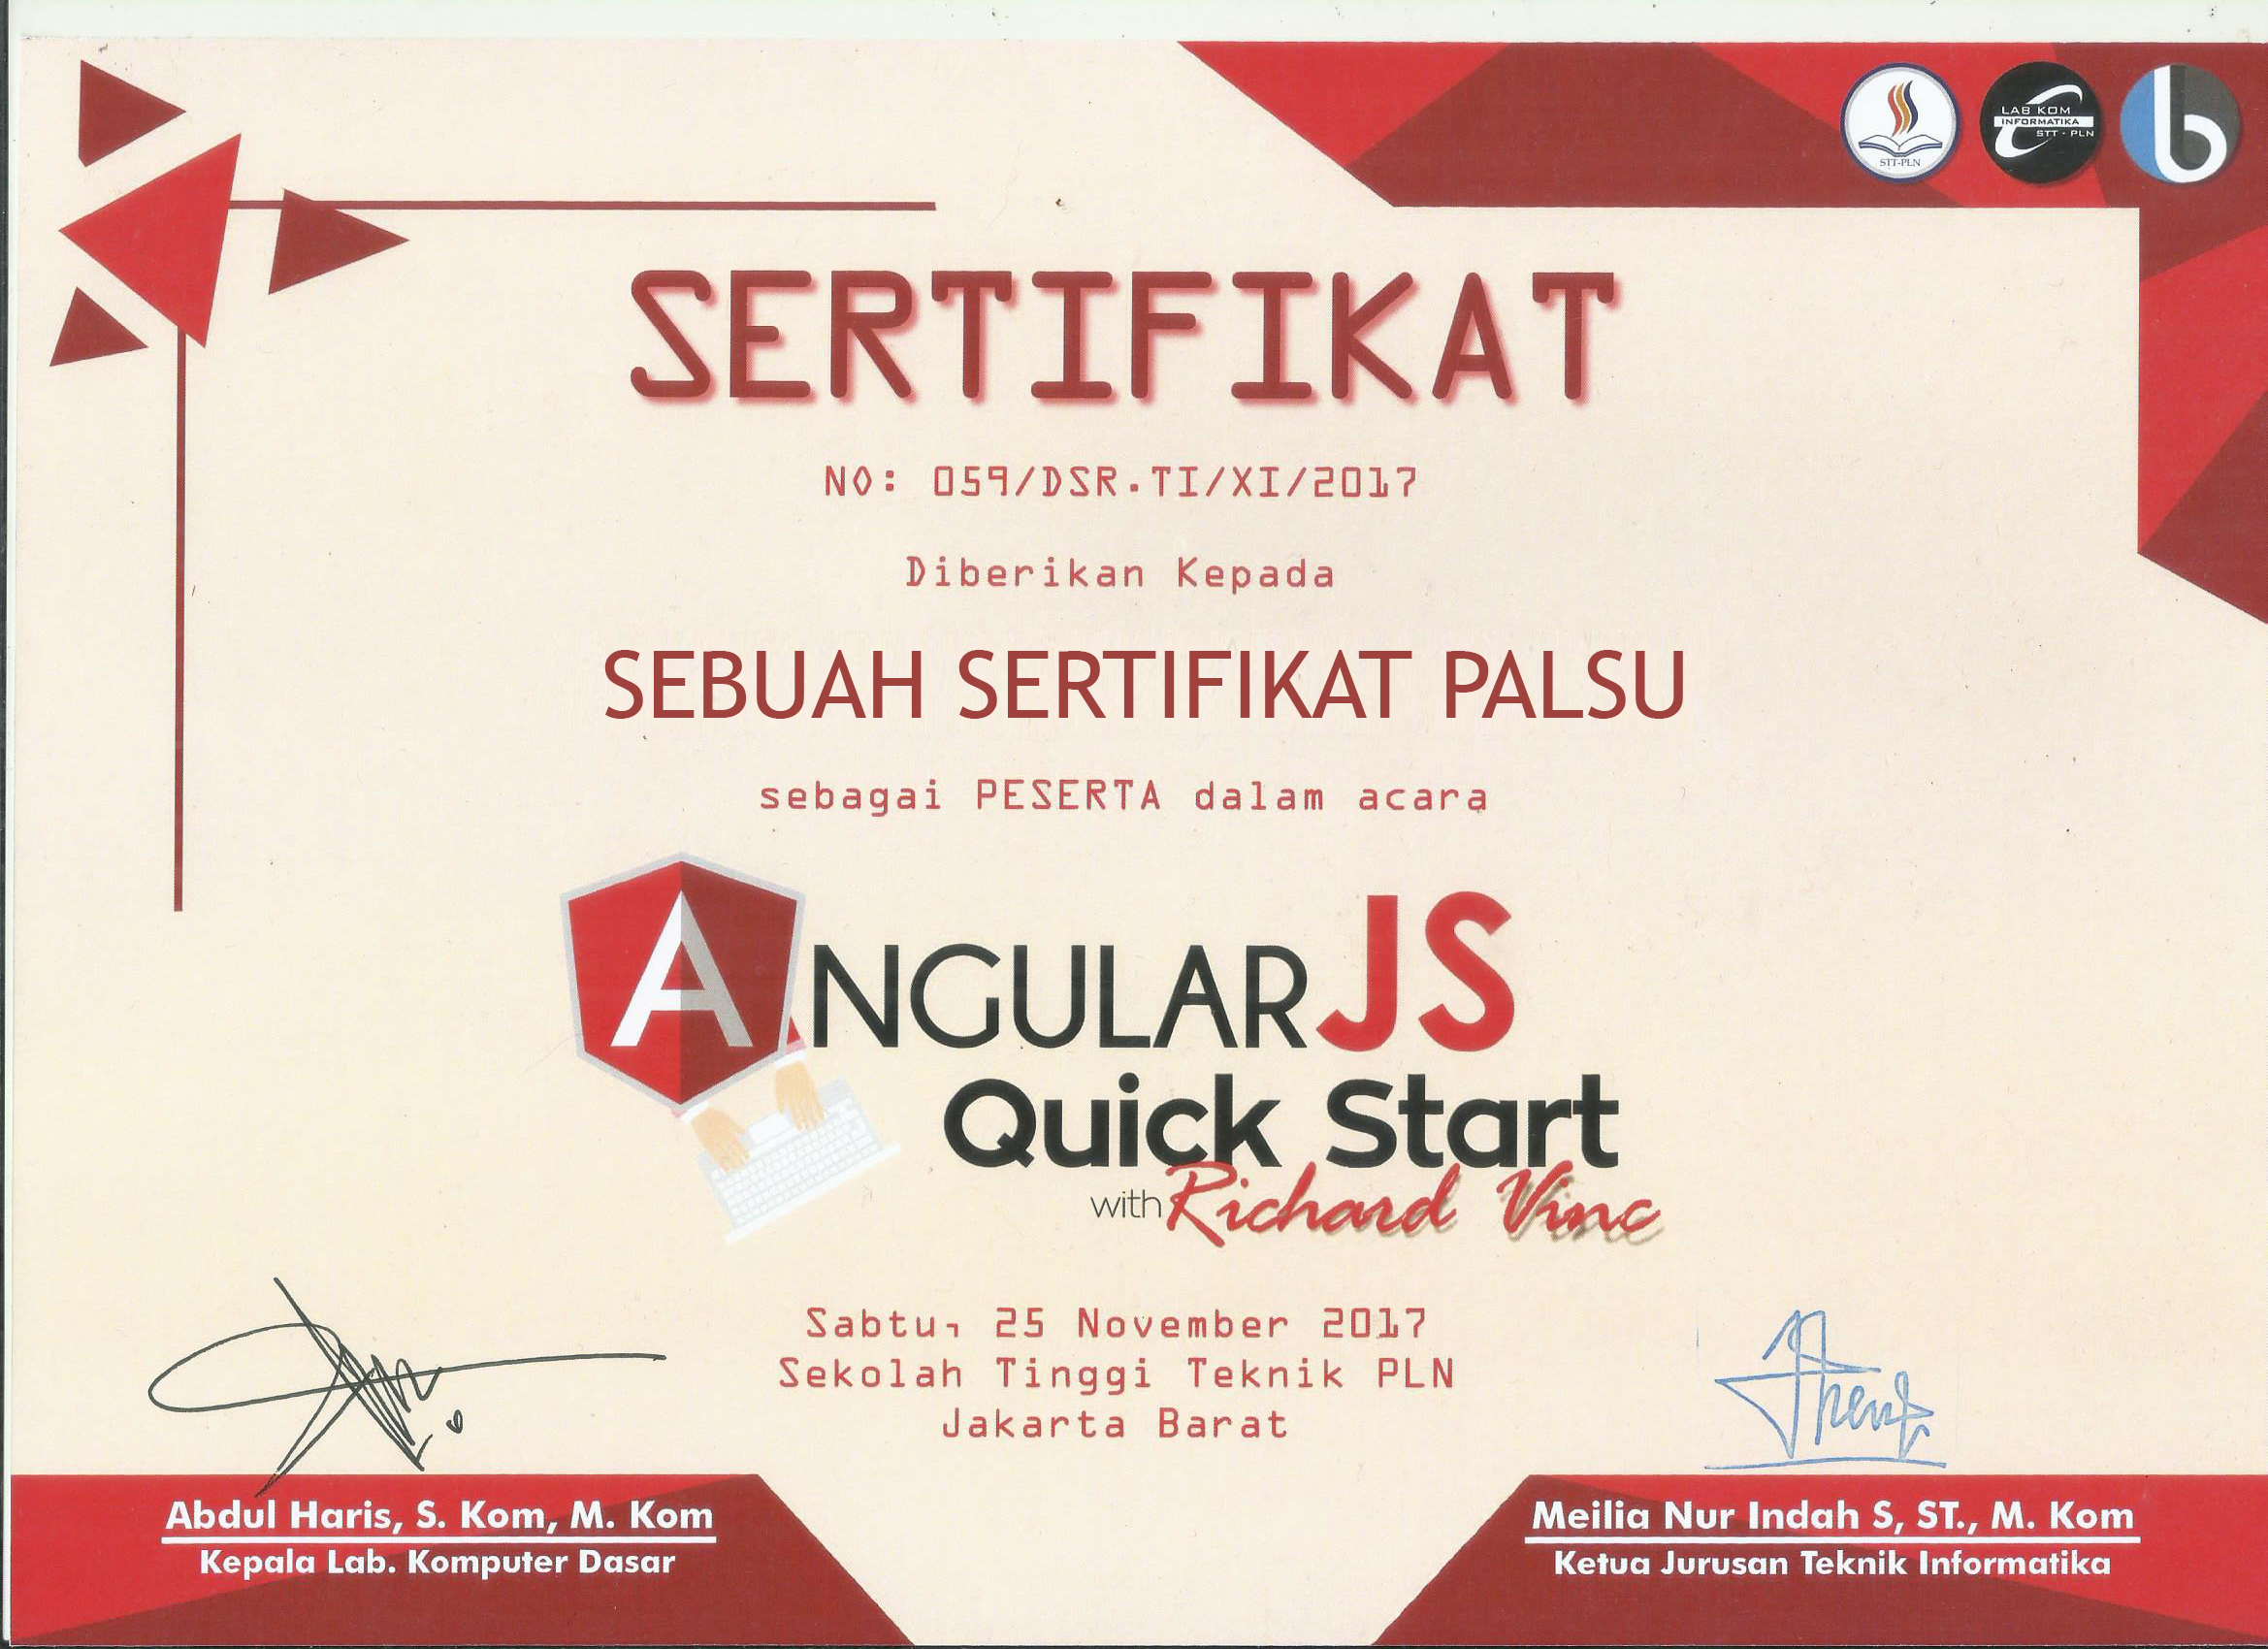 STT-PLN
LAB KOM
INFORMATIKA
STT - PLN
b
SERTIFIKAT
NO: 059/DSR.TI/XI/2017
Diberikan Kepada
SEBUAH SERTIFIKAT PALSU
sebagai PESERTA dalam acara
ANGULARJS
Quick Start
with Richard Vinc
Sabtu, 25 November 2017
Sekolah Tinggi Teknik PLN
Jakarta Barat
Abdul Haris, S. Kom, M. Kom
Kepala Lab. Komputer Dasar
Meilia Nur Indah S, ST., M. Kom
Ketua Jurusan Teknik Informatika